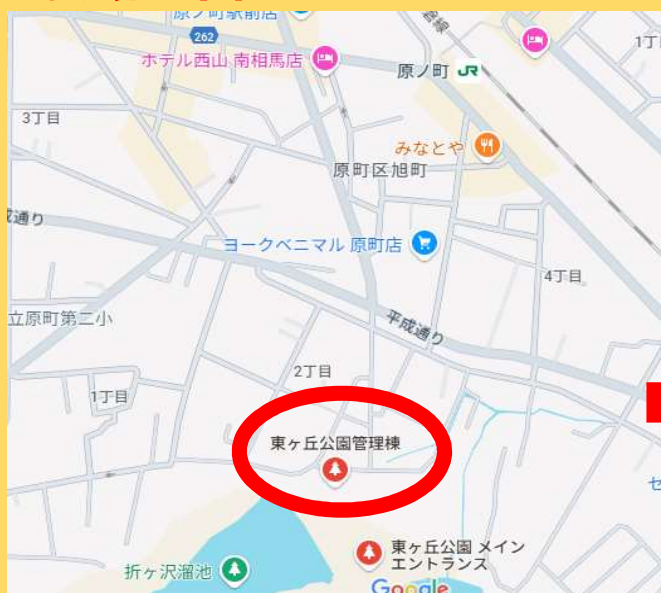 原ノ町駅前店
262
ホテル西山 南相馬店
原ノ町 JR
1丁
3丁目
みなとや
原町区旭町
成通り
ヨークベニマル 原町店
4丁目
平成通り
立原町第二小
2丁目
1丁目
東ヶ丘公園管理棟
セ
東ヶ丘公園 メイン
エントランス
折ヶ沢溜池
Google